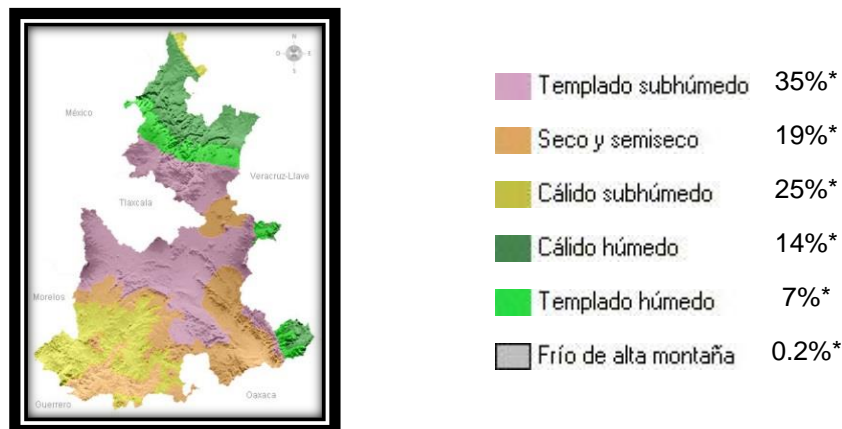 N
O E
S
México
Veracruz-Llave
Tlaxcala
Morelos
Guerrero
Oaxaca
Templado subhúmedo 35%*
Seco y semiseco 19%*
Cálido subhúmedo 25%*
Cálido húmedo 14%*
Templado húmedo 7%*
Frío de alta montaña 0.2%*